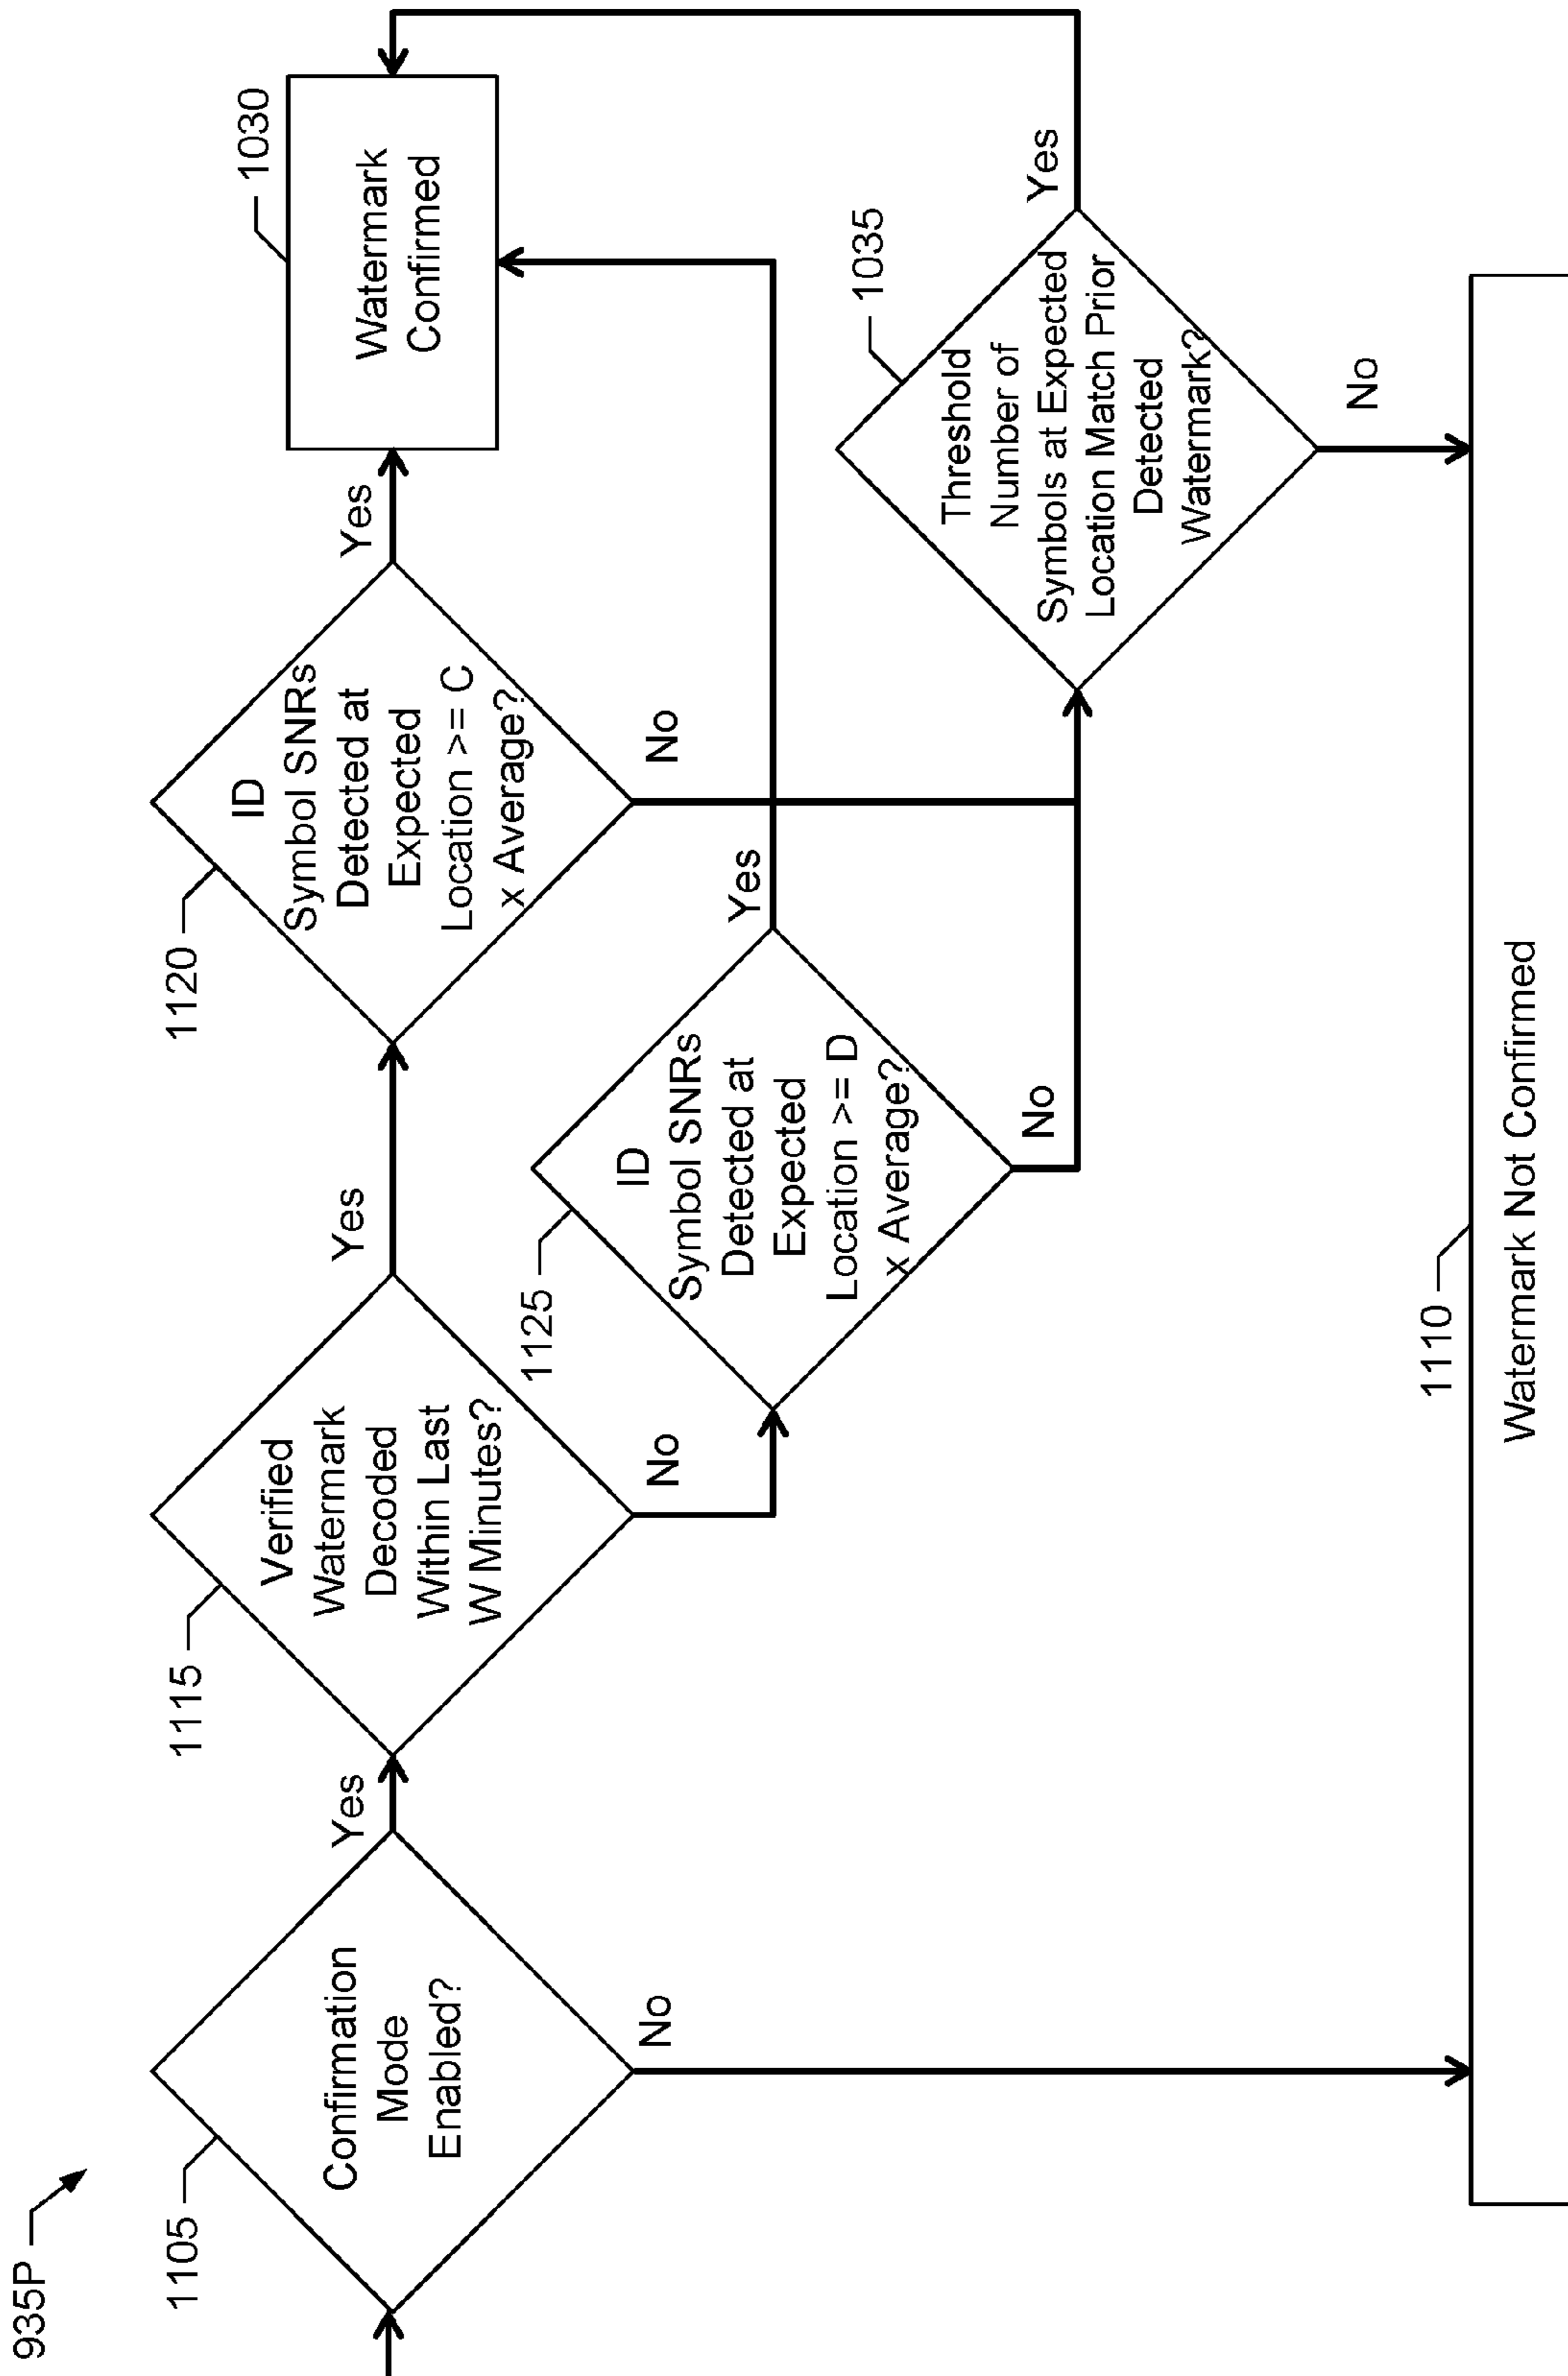 935P
1105
Confirmation
Mode
Enabled?
Yes
No
1115
Verified
Watermark
Decoded
Within Last
W Minutes?
Yes
No
1120
ID
Symbol SNRs
Detected at
Expected
Location >= C
x Average?
Yes
No
1030
Watermark
Confirmed
1125
ID
Symbol SNRs
Detected at
Expected
Location >= D
x Average?
Yes
No
1035
Threshold
Number of
Symbols at Expected
Location Match Prior
Detected
Watermark?
Yes
No
1110
Watermark Not Confirmed